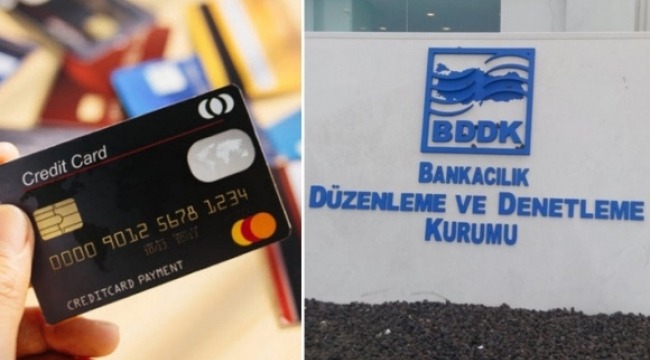 Credit Card
0000 9012 5678 1234
CREDITCARD PAYMENT
BDDK
BANKACILIK
DÜZENLEME VE DENETLEME
KURUMU